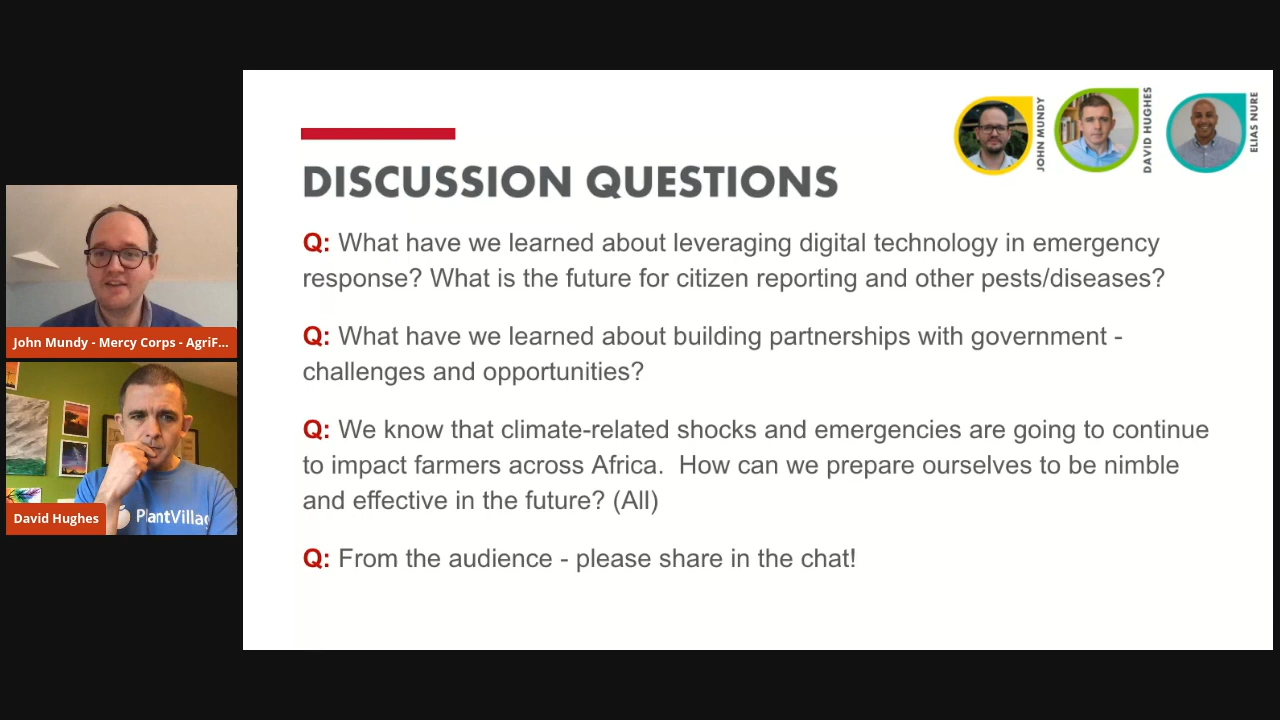 JOHN MUNDY
DAVID HUGHES
ELIAS NURE
DISCUSSION QUESTIONS
Q: What have we learned about leveraging digital technology in emergency
response? What is the future for citizen reporting and other pests/diseases?
Q: What have we learned about building partnerships with government -
challenges and opportunities?
Q: We know that climate-related shocks and emergencies are going to continue
to impact farmers across Africa.  How can we prepare ourselves to be nimble
and effective in the future? (All)
Q: From the audience - please share in the chat!
John Mundy - Mercy Corps - AgriF...
PlantVillag
David Hughes